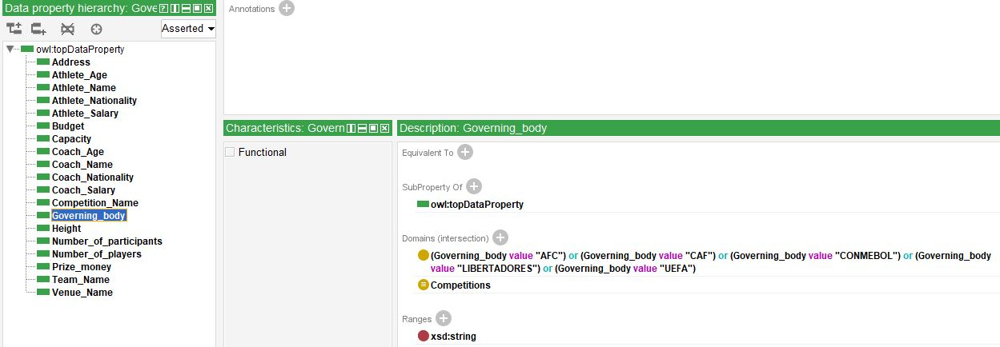 Data property hierarchy: Gove
Asserted
owl:topDataProperty
Address
Athlete_Age
Athlete_Name
Athlete_Nationality
Athlete_Salary
Budget
Capacity
Coach_Age
Coach_Name
Coach_Nationality
Coach_Salary
Competition_Name
Governing_body
Height
Number_of_participants
Number_of_players
Prize_money
Team_Name
Venue_Name
Annotations
Characteristics: Govern
Functional
Description: Governing_body
Equivalent To
SubProperty Of
owl:topDataProperty
Domains (intersection)
(Governing_body value "AFC") or (Governing_body value "CAF") or (Governing_body value "CONMEBOL") or (Governing_body
value "LIBERTADORES") or (Governing_body value "UEFA")
Competitions
Ranges
xsd:string